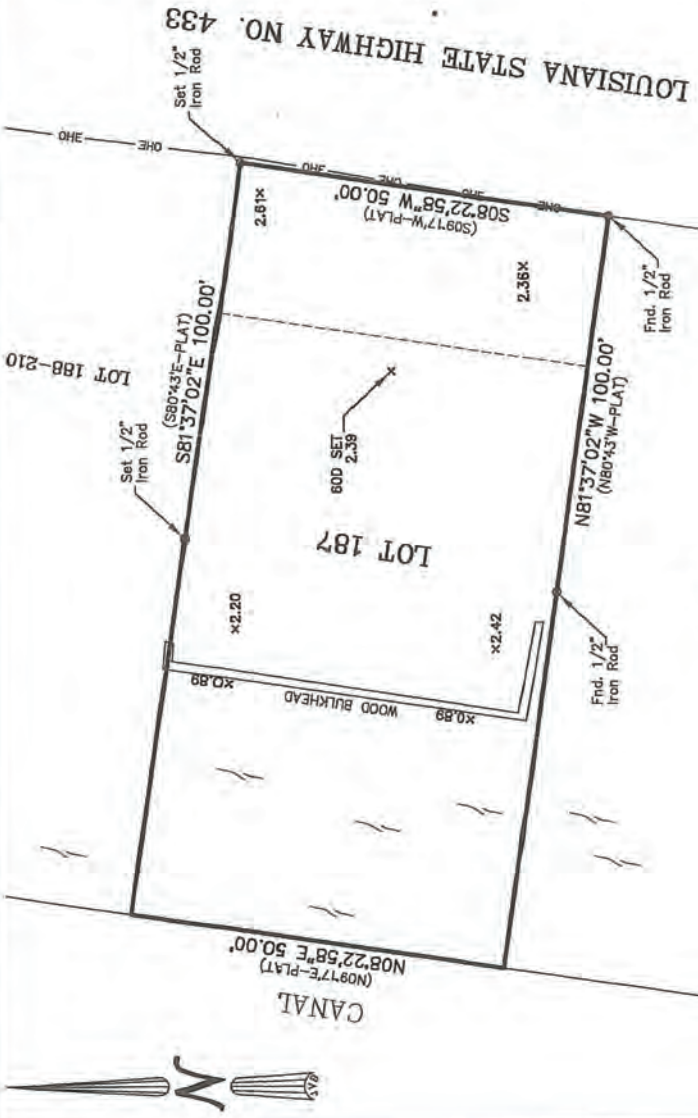 LOUISIANA STATE HIGHWAY NO. 433
Set 1/2"
Iron Rod
OHE
OHE
OHE
OHE
OHE
OHE
S08°22'58"W 50.00'
(S09°17'W-PLAT)
2.61×
2.36×
Fnd. 1/2"
Iron Rod
LOT 188-210
(S80°43'E-PLAT)
S81°37'02"E 100.00'
Set 1/2"
Iron Rod
60D SET
2.39
×
N81°37'02"W 100.00'
(N80°43'W-PLAT)
LOT 187
×2.20
×2.42
Fnd. 1/2"
Iron Rod
×0.89
WOOD BULKHEAD
×0.89
N08°22'58"E 50.00'
(N09°17'E-PLAT)
CANAL
N